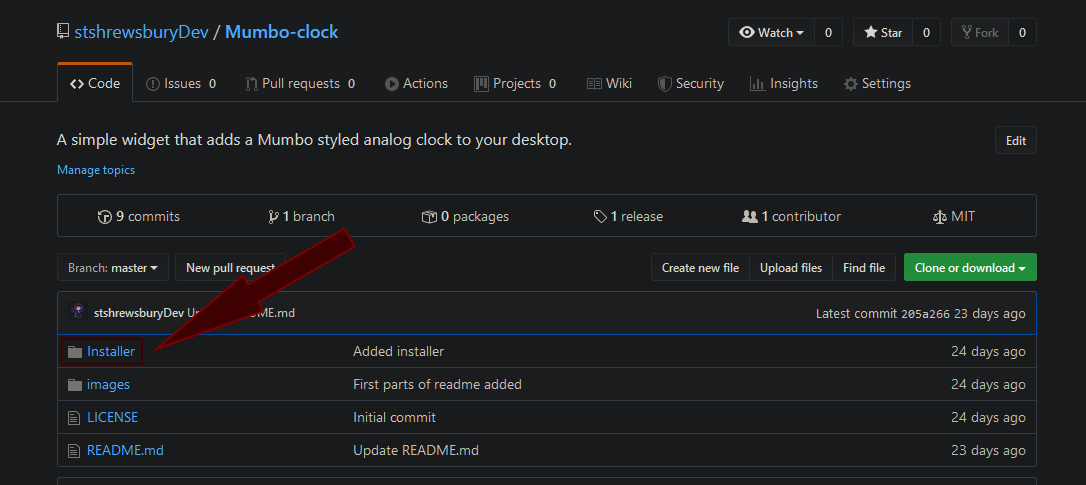 stshrewsburyDev / Mumbo-clock
Watch 0 Star 0 Fork 0
Code Issues 0 Pull requests 0 Actions Projects 0 Wiki Security Insights Settings
A simple widget that adds a Mumbo styled analog clock to your desktop.
Edit
Manage topics
9 commits 1 branch 0 packages 1 release 1 contributor MIT
Branch: master New pull request Create new file Upload files Find file Clone or download
stshrewsburyDev Latest commit 205a266 23 days ago
Installer Added installer 24 days ago
images First parts of readme added 24 days ago
LICENSE Initial commit 24 days ago
README.md Update README.md 23 days ago